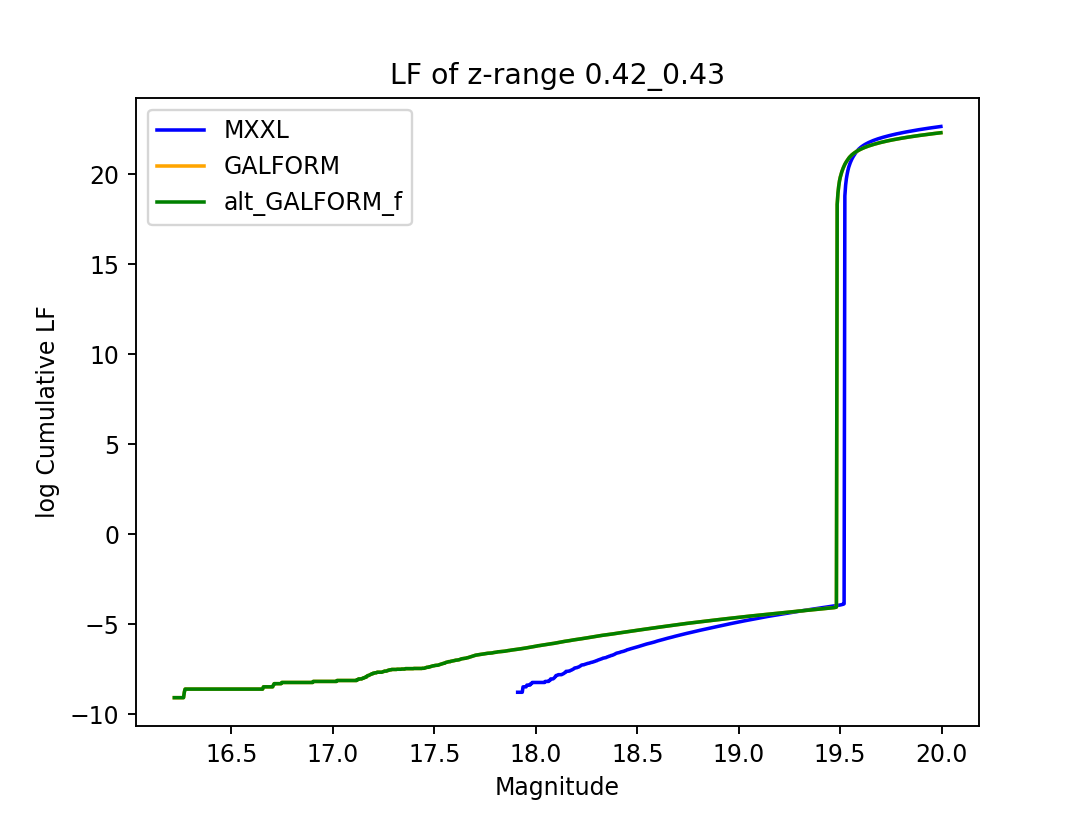 LF of z-range 0.42_0.43
MXXL
GALFORM
alt_GALFORM_f
20
15
10
5
0
−5
−10
log Cumulative LF
16.5 17.0 17.5 18.0 18.5 19.0 19.5 20.0
Magnitude